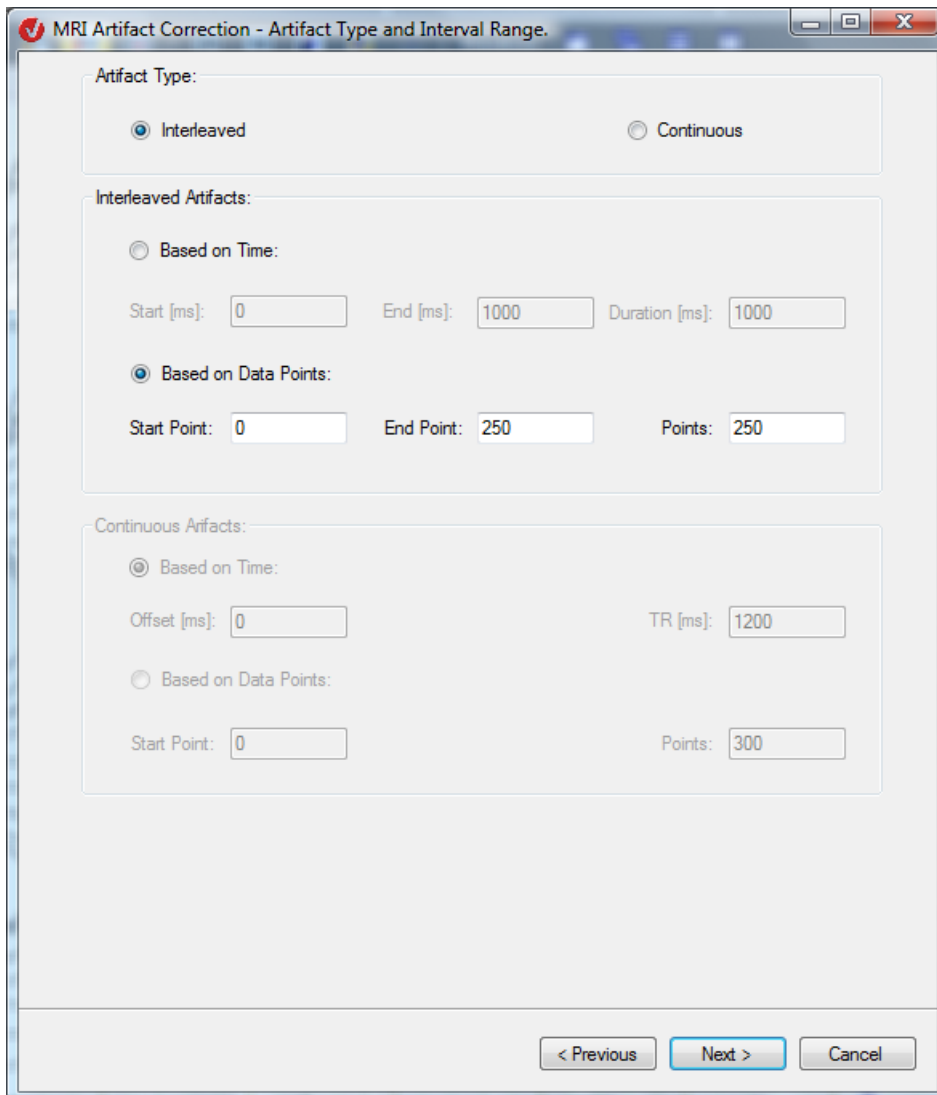 MRI Artifact Correction - Artifact Type and Interval Range.
Artifact Type:
Interleaved Continuous
Interleaved Artifacts:
Based on Time:
Start [ms]: 0 End [ms]: 1000 Duration [ms]: 1000
Based on Data Points:
Start Point: 0 End Point: 250 Points: 250
Continuous Arifacts:
Based on Time:
Offset [ms]: 0 TR [ms]: 1200
Based on Data Points:
Start Point: 0 Points: 300
< Previous Next > Cancel